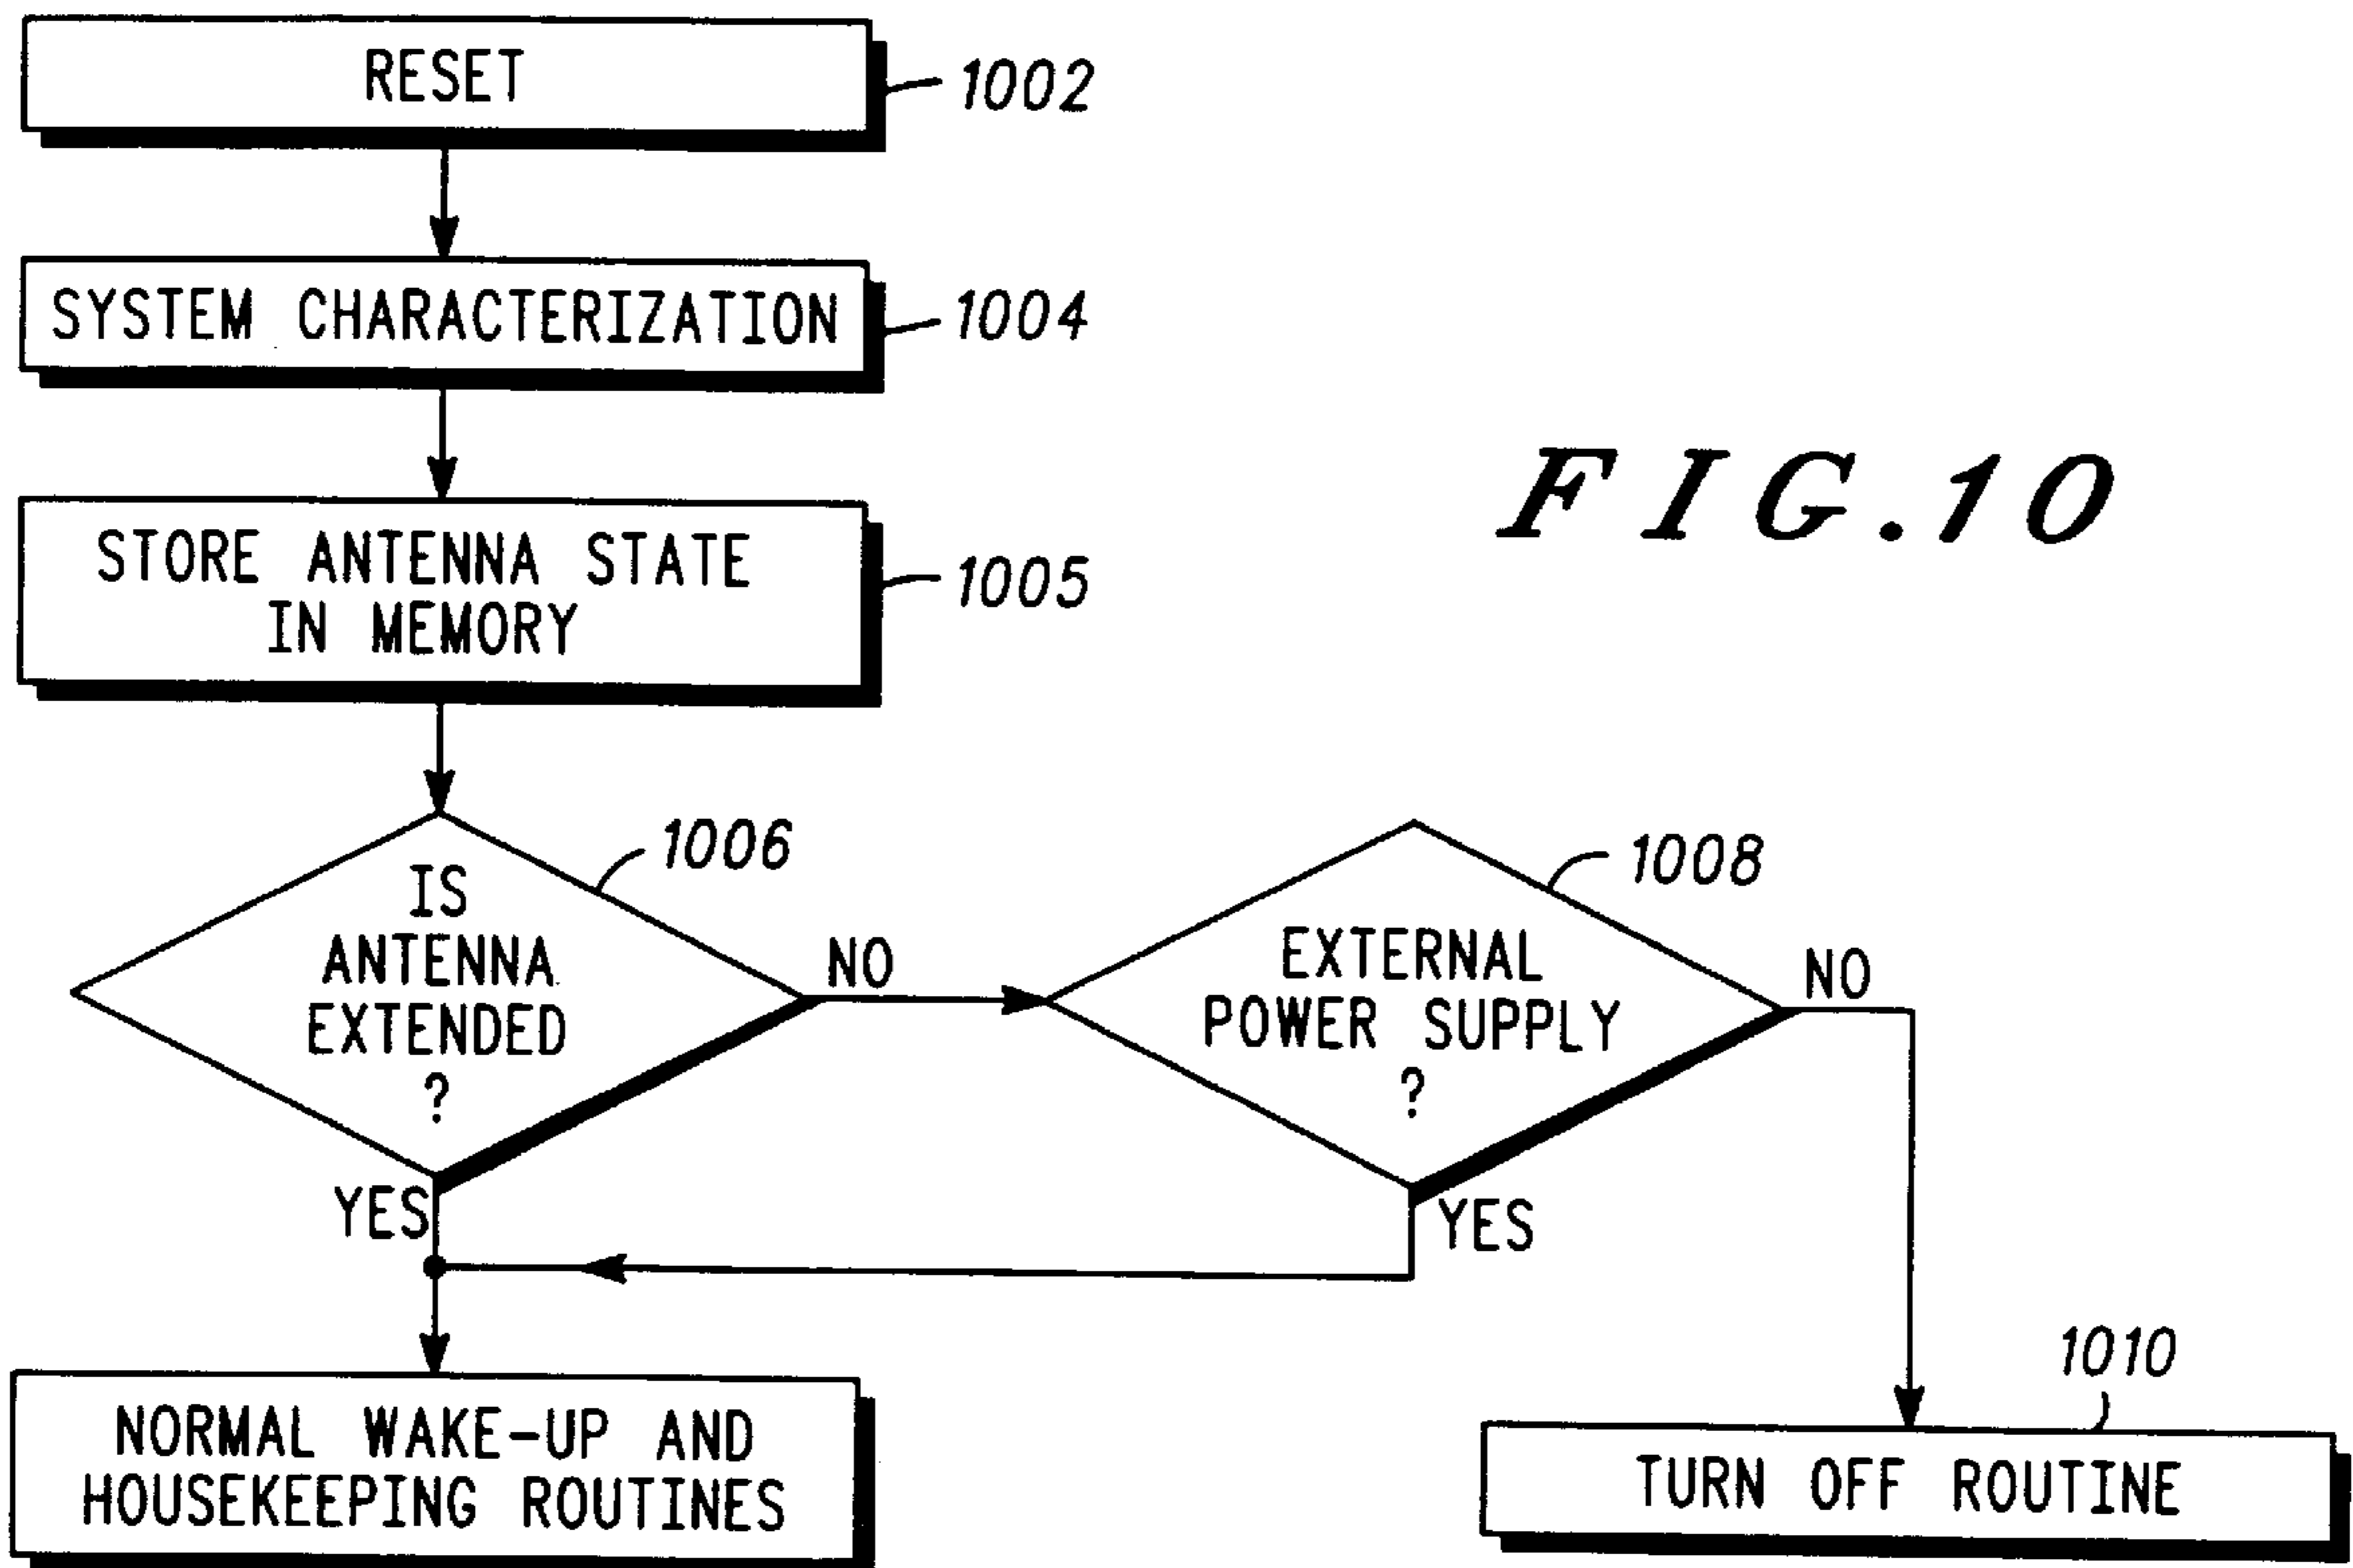 RESET
1002
SYSTEM CHARACTERIZATION
1004
STORE ANTENNA STATE
IN MEMORY
1005
FIG.10
IS
ANTENNA
EXTENDED
?
1006
NO
YES
EXTERNAL
POWER SUPPLY
?
1008
NO
YES
NORMAL WAKE-UP AND
HOUSEKEEPING ROUTINES
1010
TURN OFF ROUTINE